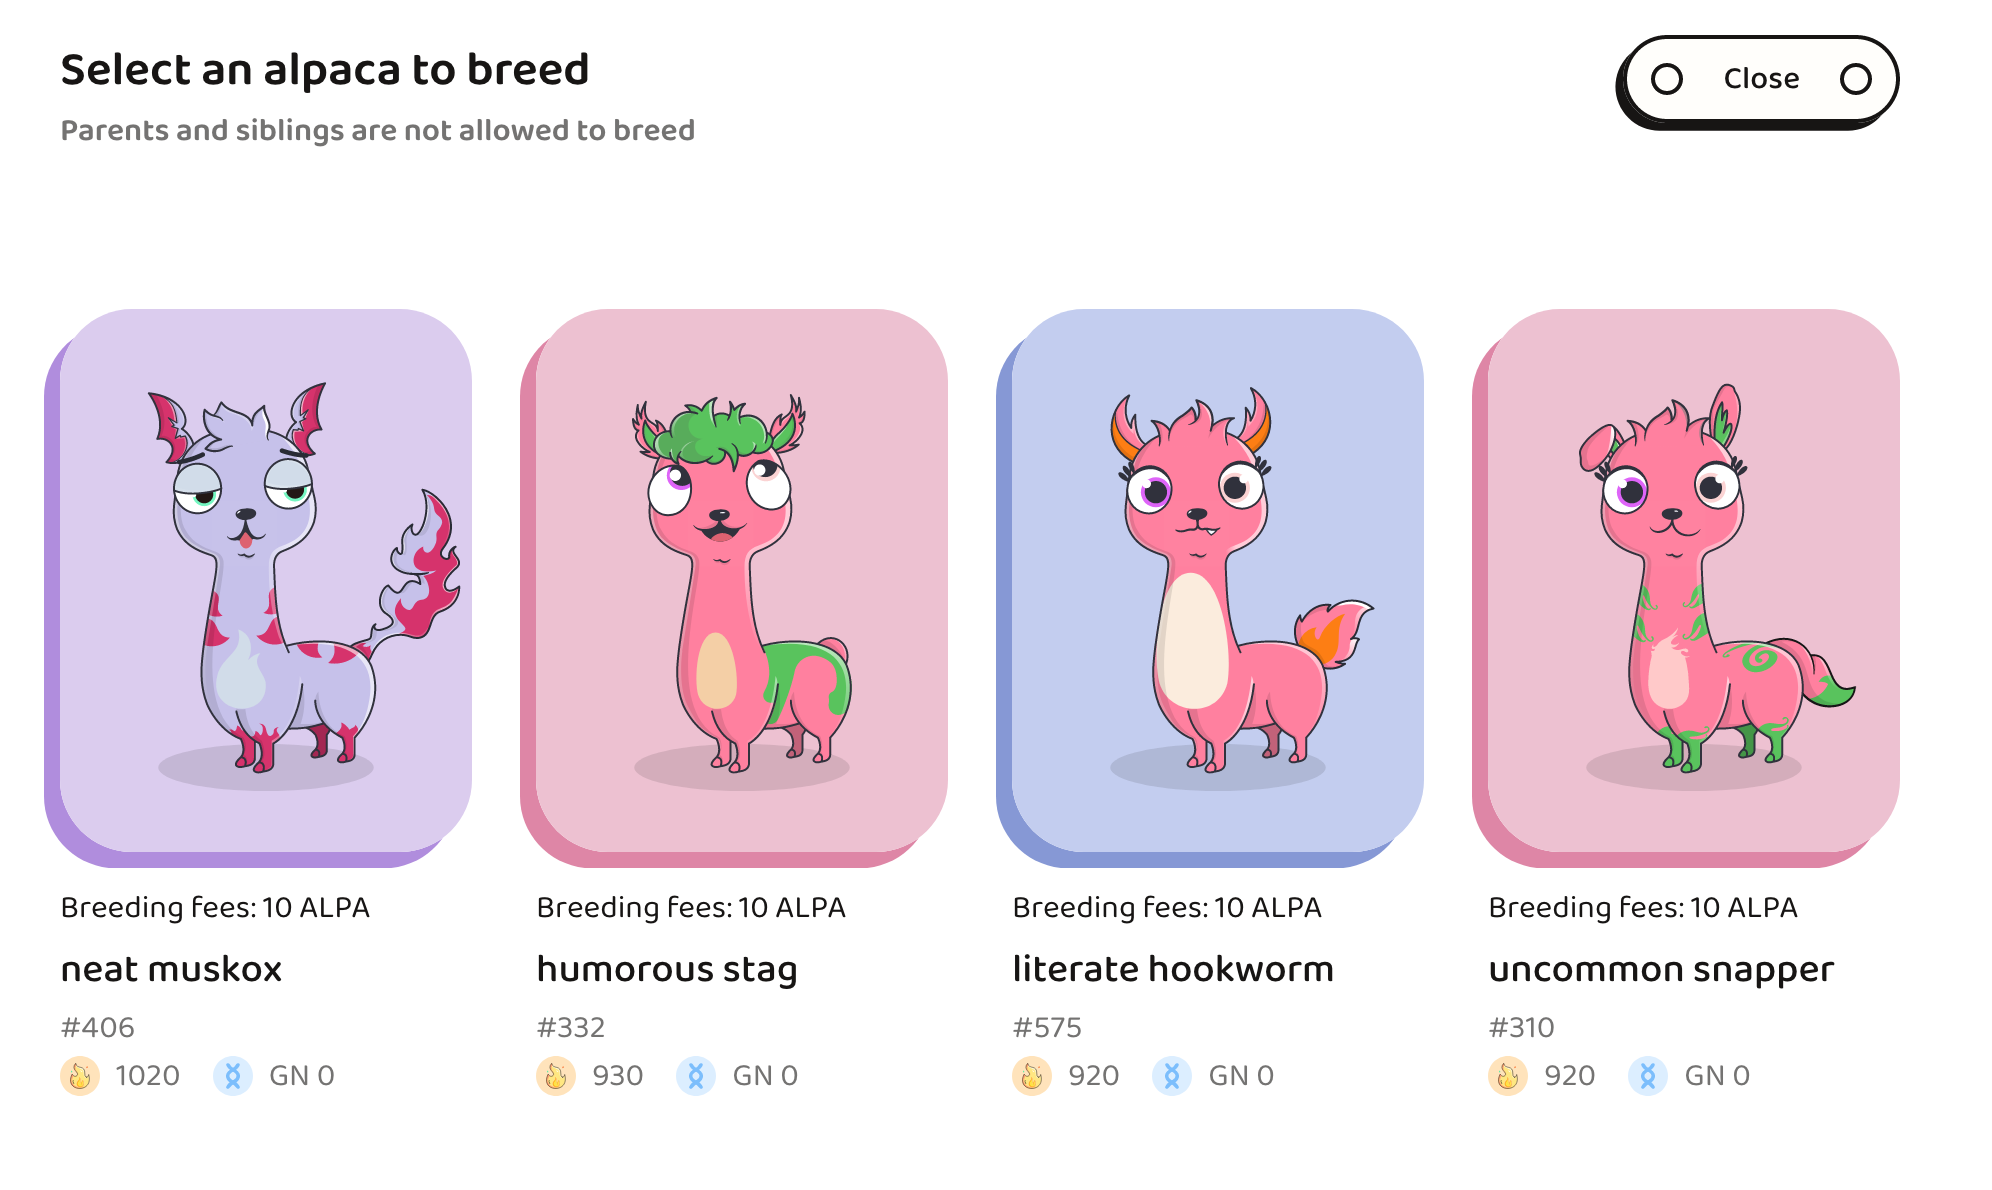 Select an alpaca to breed
Close
Parents and siblings are not allowed to breed
Breeding fees: 10 ALPA
neat muskox
#406
1020 GN 0
Breeding fees: 10 ALPA
humorous stag
#332
930 GN 0
Breeding fees: 10 ALPA
literate hookworm
#575
920 GN 0
Breeding fees: 10 ALPA
uncommon snapper
#310
920 GN 0